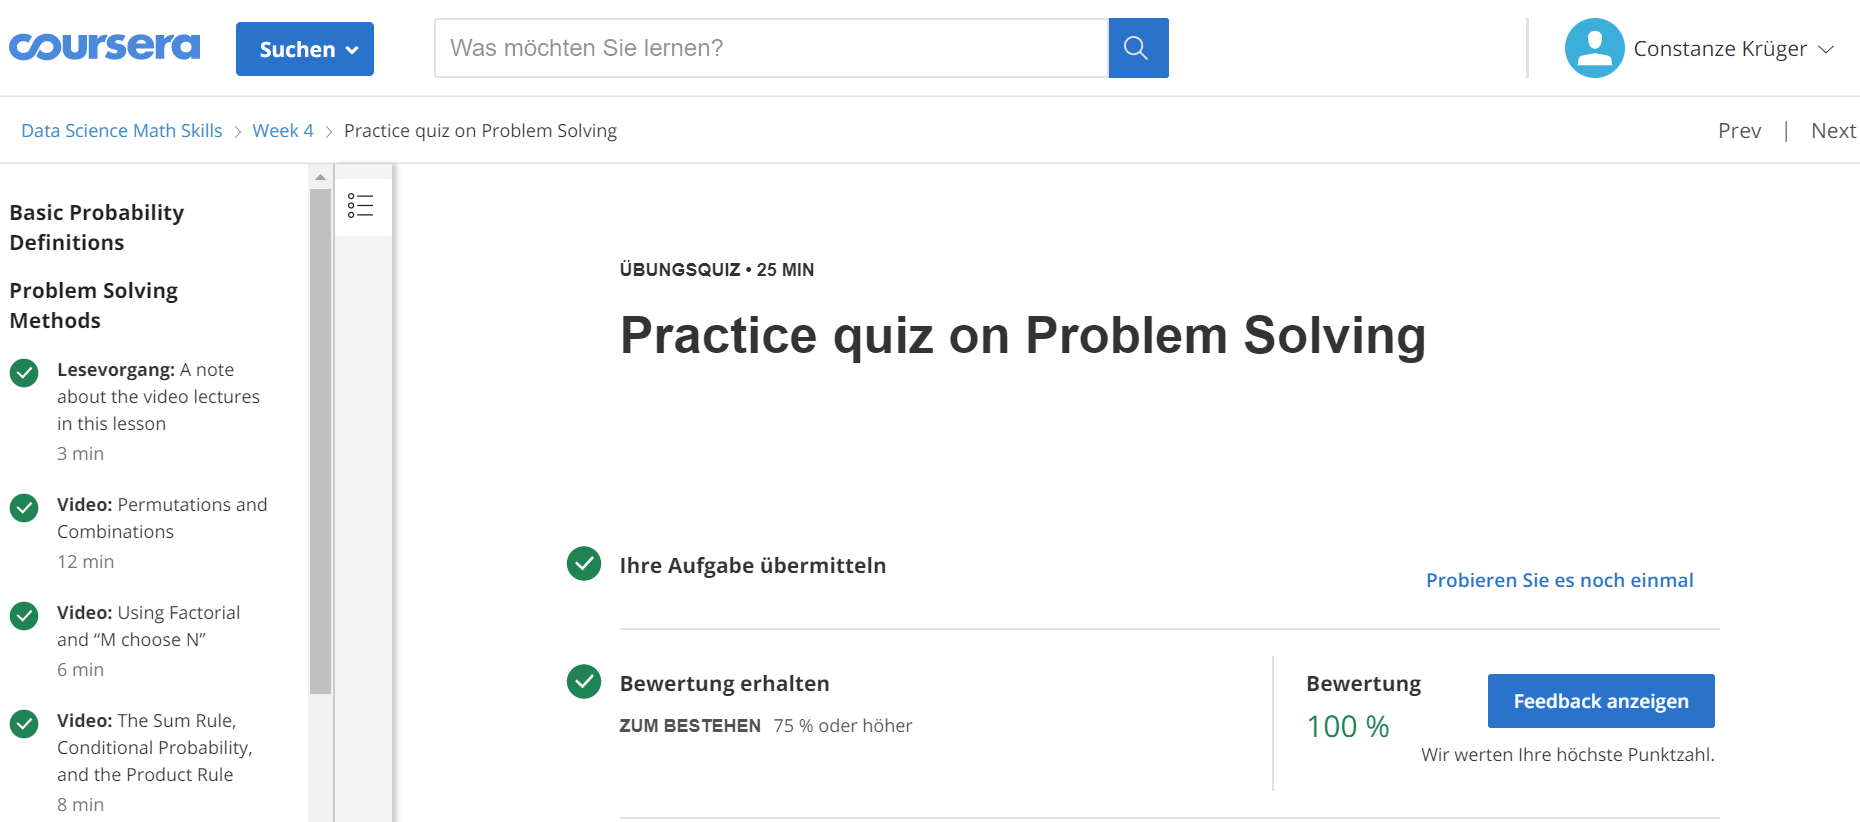 coursera
Suchen
Was möchten Sie lernen?
Constanze Krüger
Data Science Math Skills > Week 4 > Practice quiz on Problem Solving
Prev | Next
Basic Probability
Definitions
Problem Solving
Methods
Lesevorgang: A note
about the video lectures
in this lesson
3 min
Video: Permutations and
Combinations
12 min
Video: Using Factorial
and “M choose N”
6 min
Video: The Sum Rule,
Conditional Probability,
and the Product Rule
8 min
ÜBUNGSQUIZ • 25 MIN
Practice quiz on Problem Solving
Ihre Aufgabe übermitteln
Probieren Sie es noch einmal
Bewertung erhalten
ZUM BESTEHEN 75 % oder höher
Bewertung
100 %
Feedback anzeigen
Wir werten Ihre höchste Punktzahl.